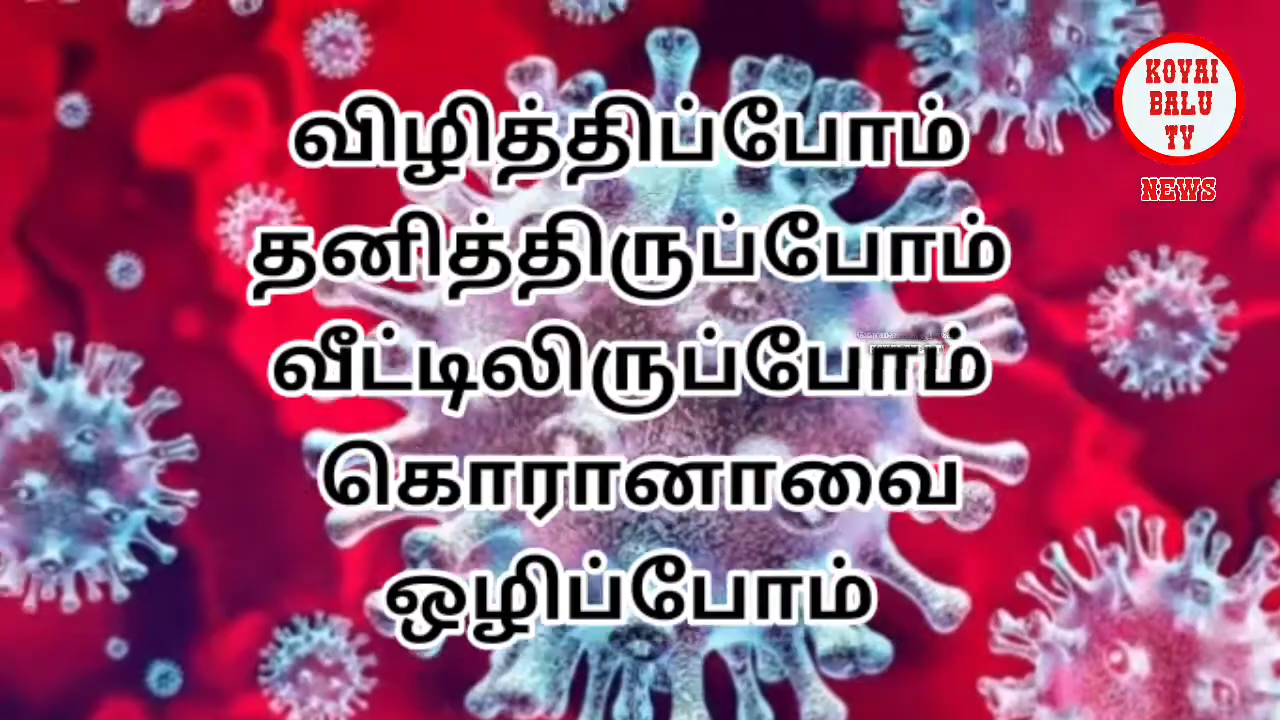 விழித்திப்போம்
தனித்திருப்போம்
வீட்டிலிருப்போம்
கொரானாவை
ஒழிப்போம்
KOVAI
BALU
TV
NEWS